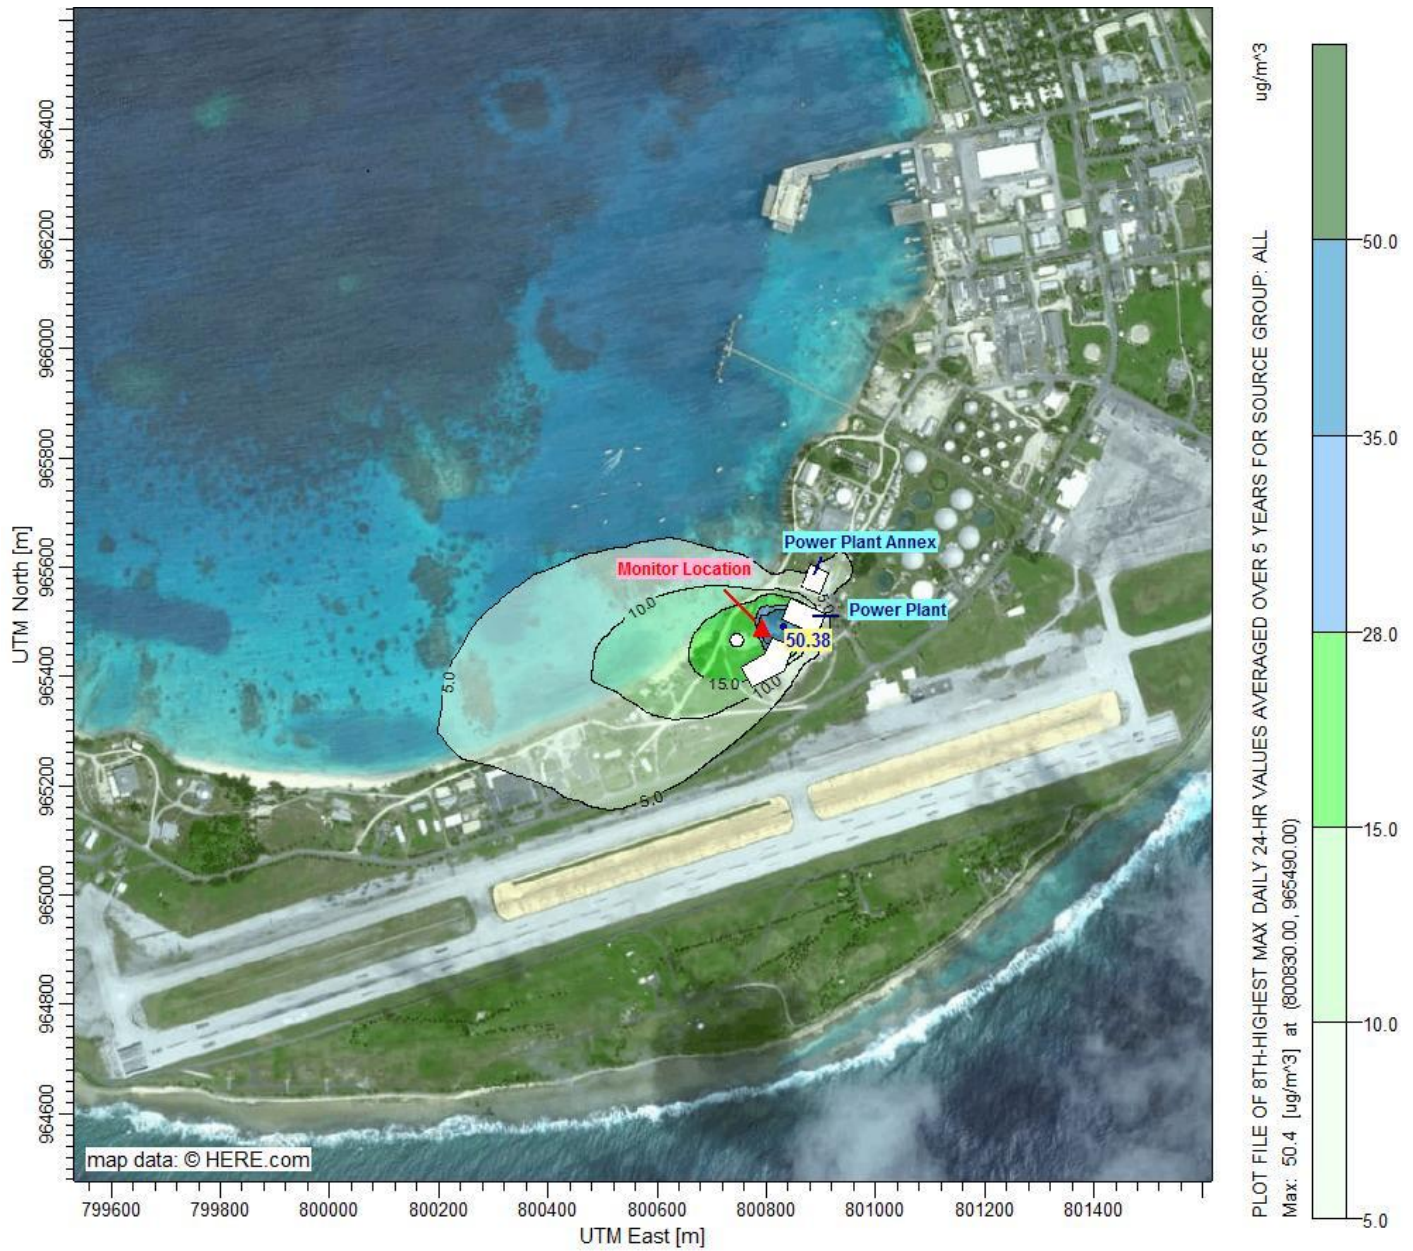 966400
966200
966000
965800
965600
965400
965200
965000
964800
964600
UTM North [m]
Power Plant Annex
Monitor Location
Power Plant
50.38
10.0
5.0
5.0
15.0
10.0
5.0
5.0
map data: © HERE.com
799600 799800 800000 800200 800400 800600 800800 801000 801200 801400
UTM East [m]
PLOT FILE OF 8TH-HIGHEST MAX DAILY 24-HR VALUES AVERAGED OVER 5 YEARS FOR SOURCE GROUP: ALL
ug/m^3
Max: 50.4 [ug/m^3] at (800830.00, 965490.00)
50.0
35.0
28.0
15.0
10.0
5.0